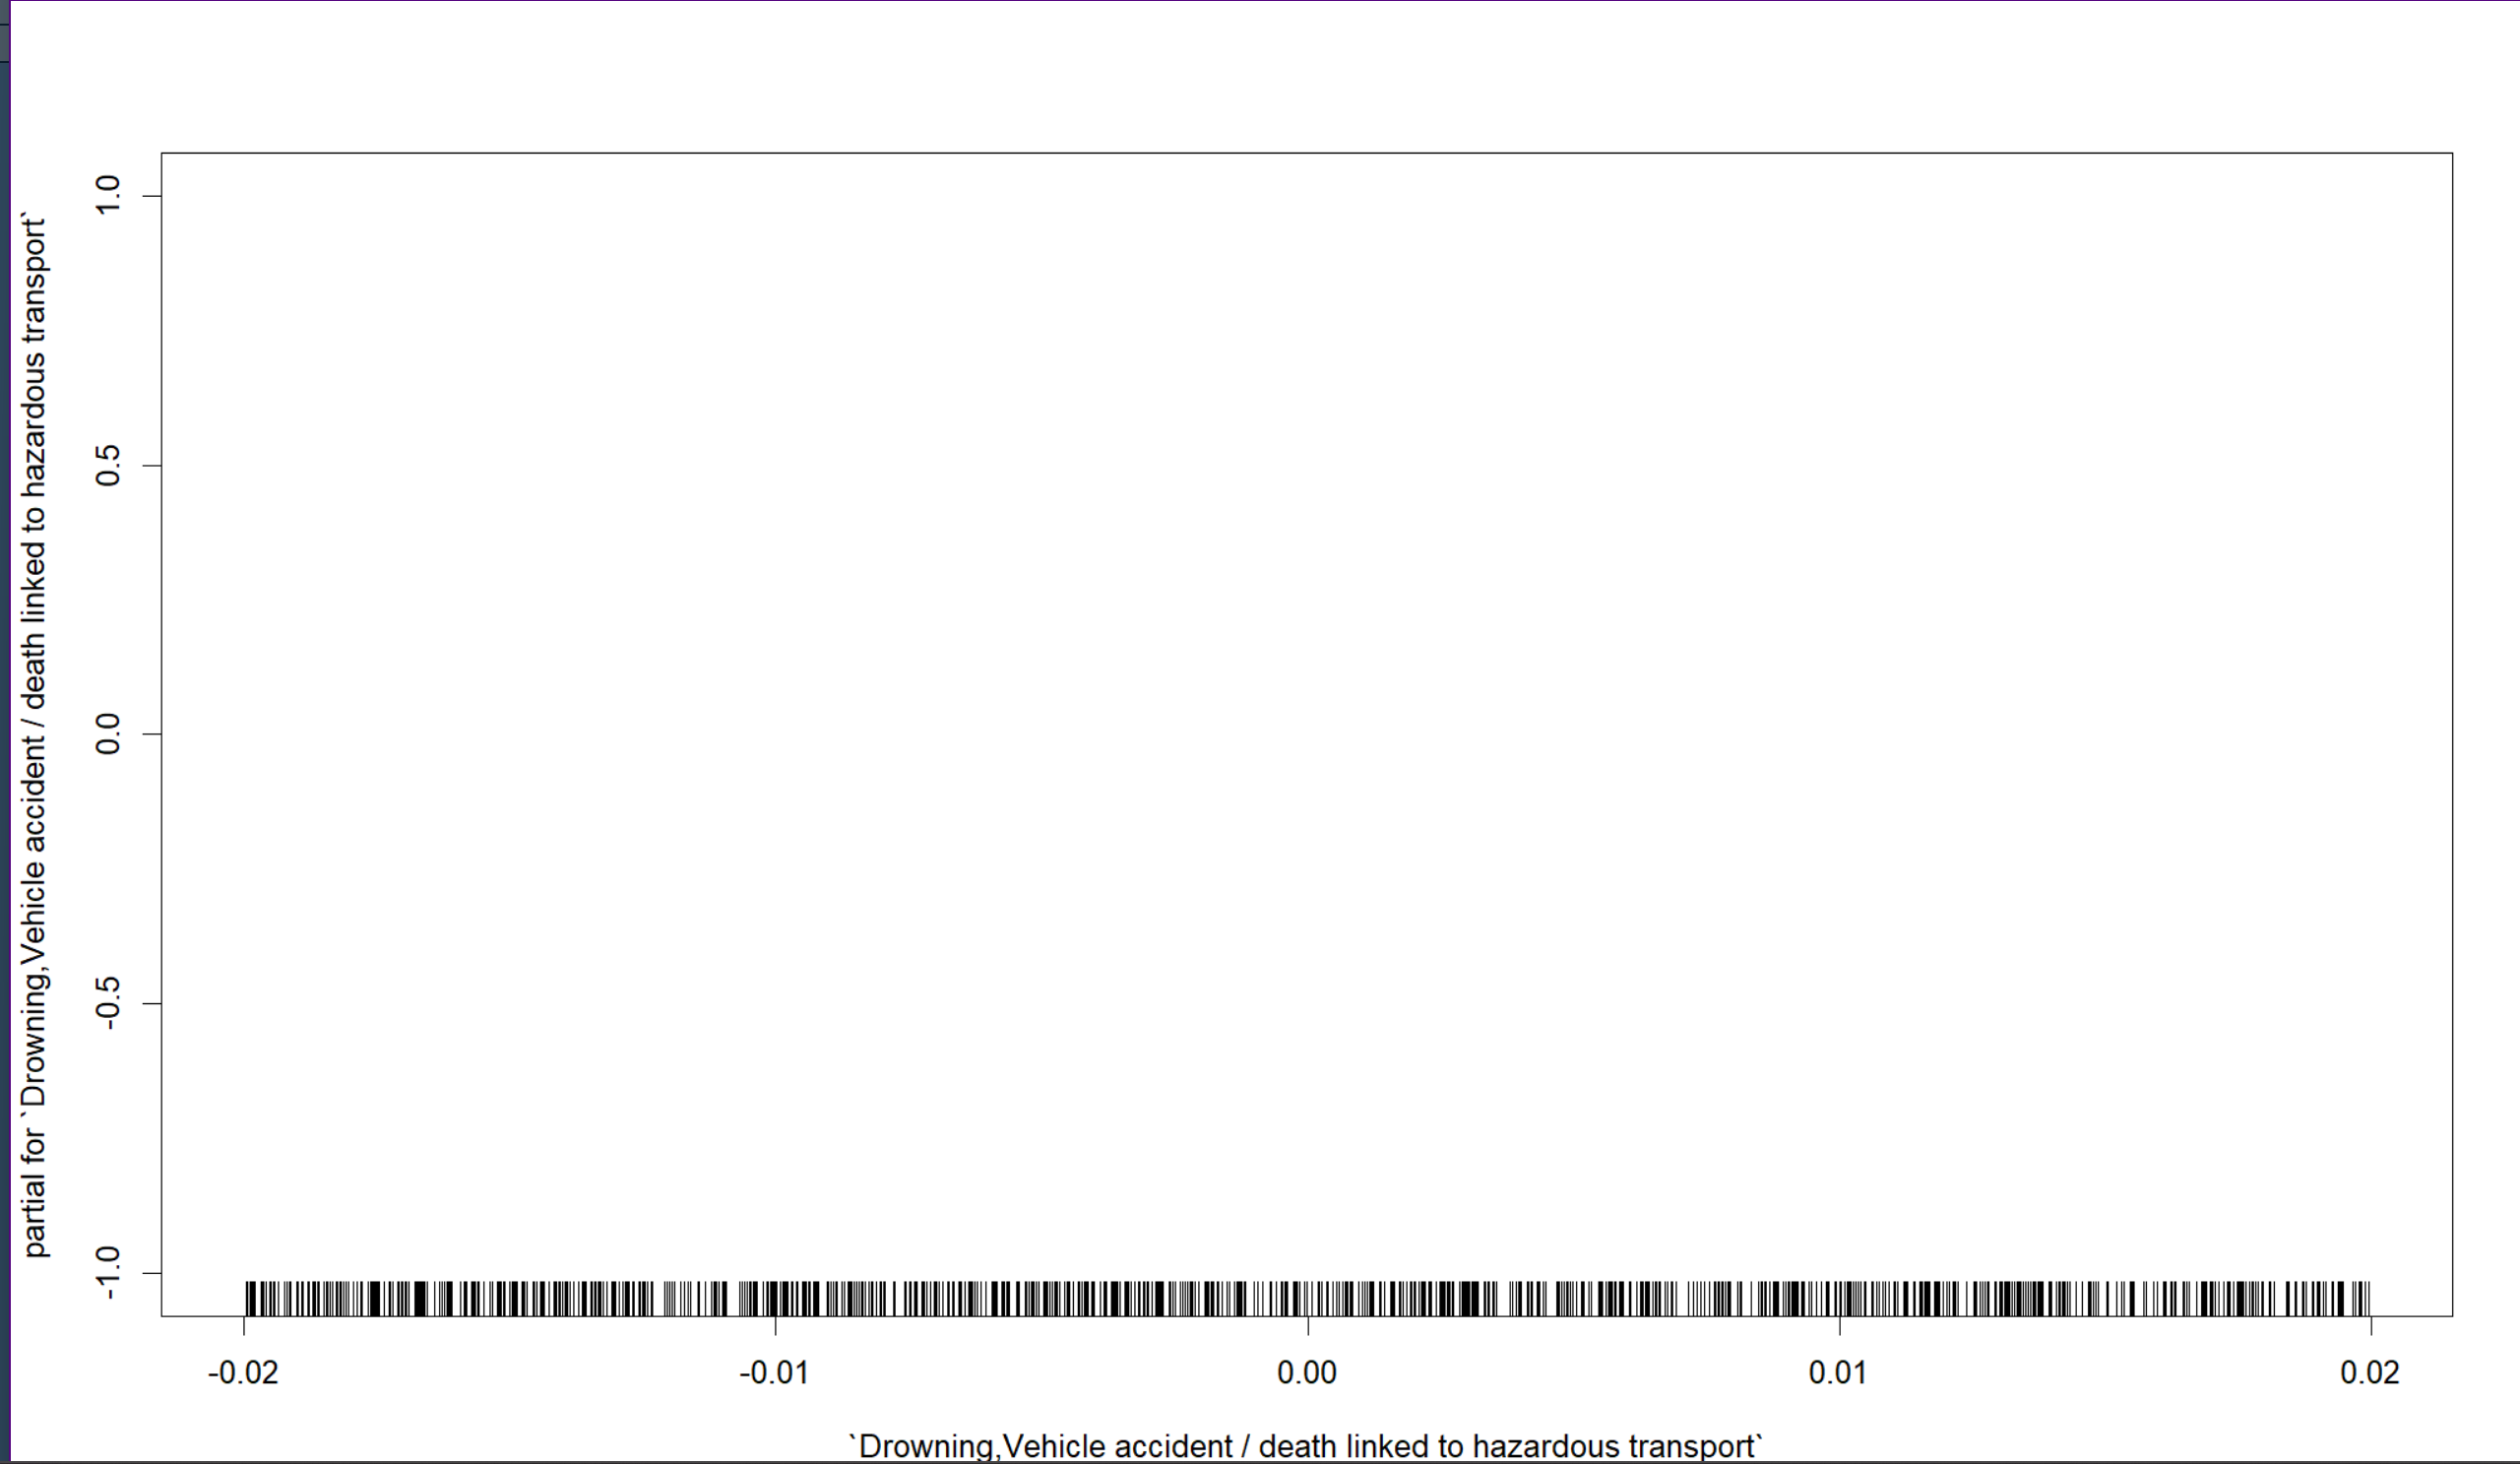 partial for `Drowning,Vehicle accident / death linked to hazardous transport`
1.0
0.5
0.0
-0.5
-1.0
-0.02 -0.01 0.00 0.01 0.02
`Drowning,Vehicle accident / death linked to hazardous transport`